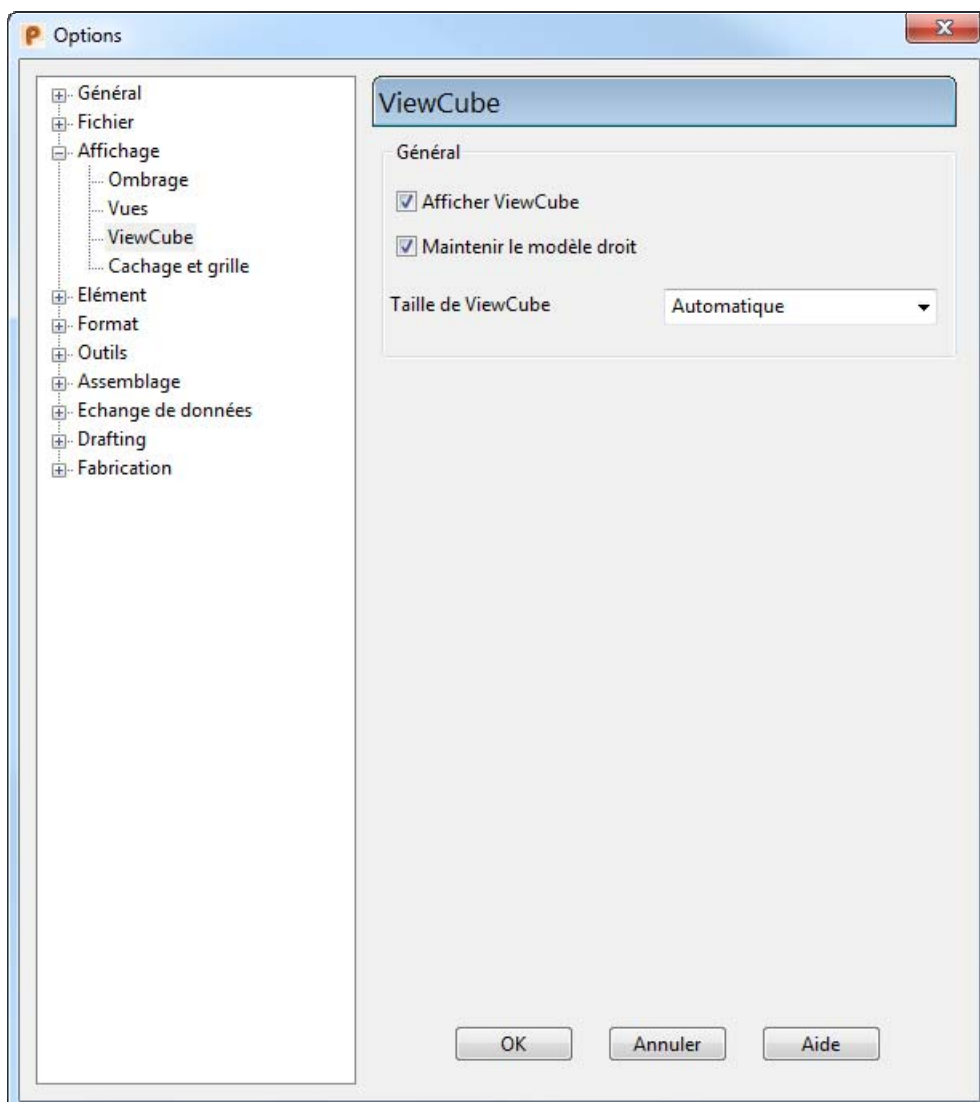 Options
Général
Fichier
Affichage
Ombrage
Vues
ViewCube
Cachage et grille
Elément
Format
Outils
Assemblage
Echange de données
Drafting
Fabrication
ViewCube
Général
Afficher ViewCube
Maintenir le modèle droit
Taille de ViewCube Automatique
OK Annuler Aide